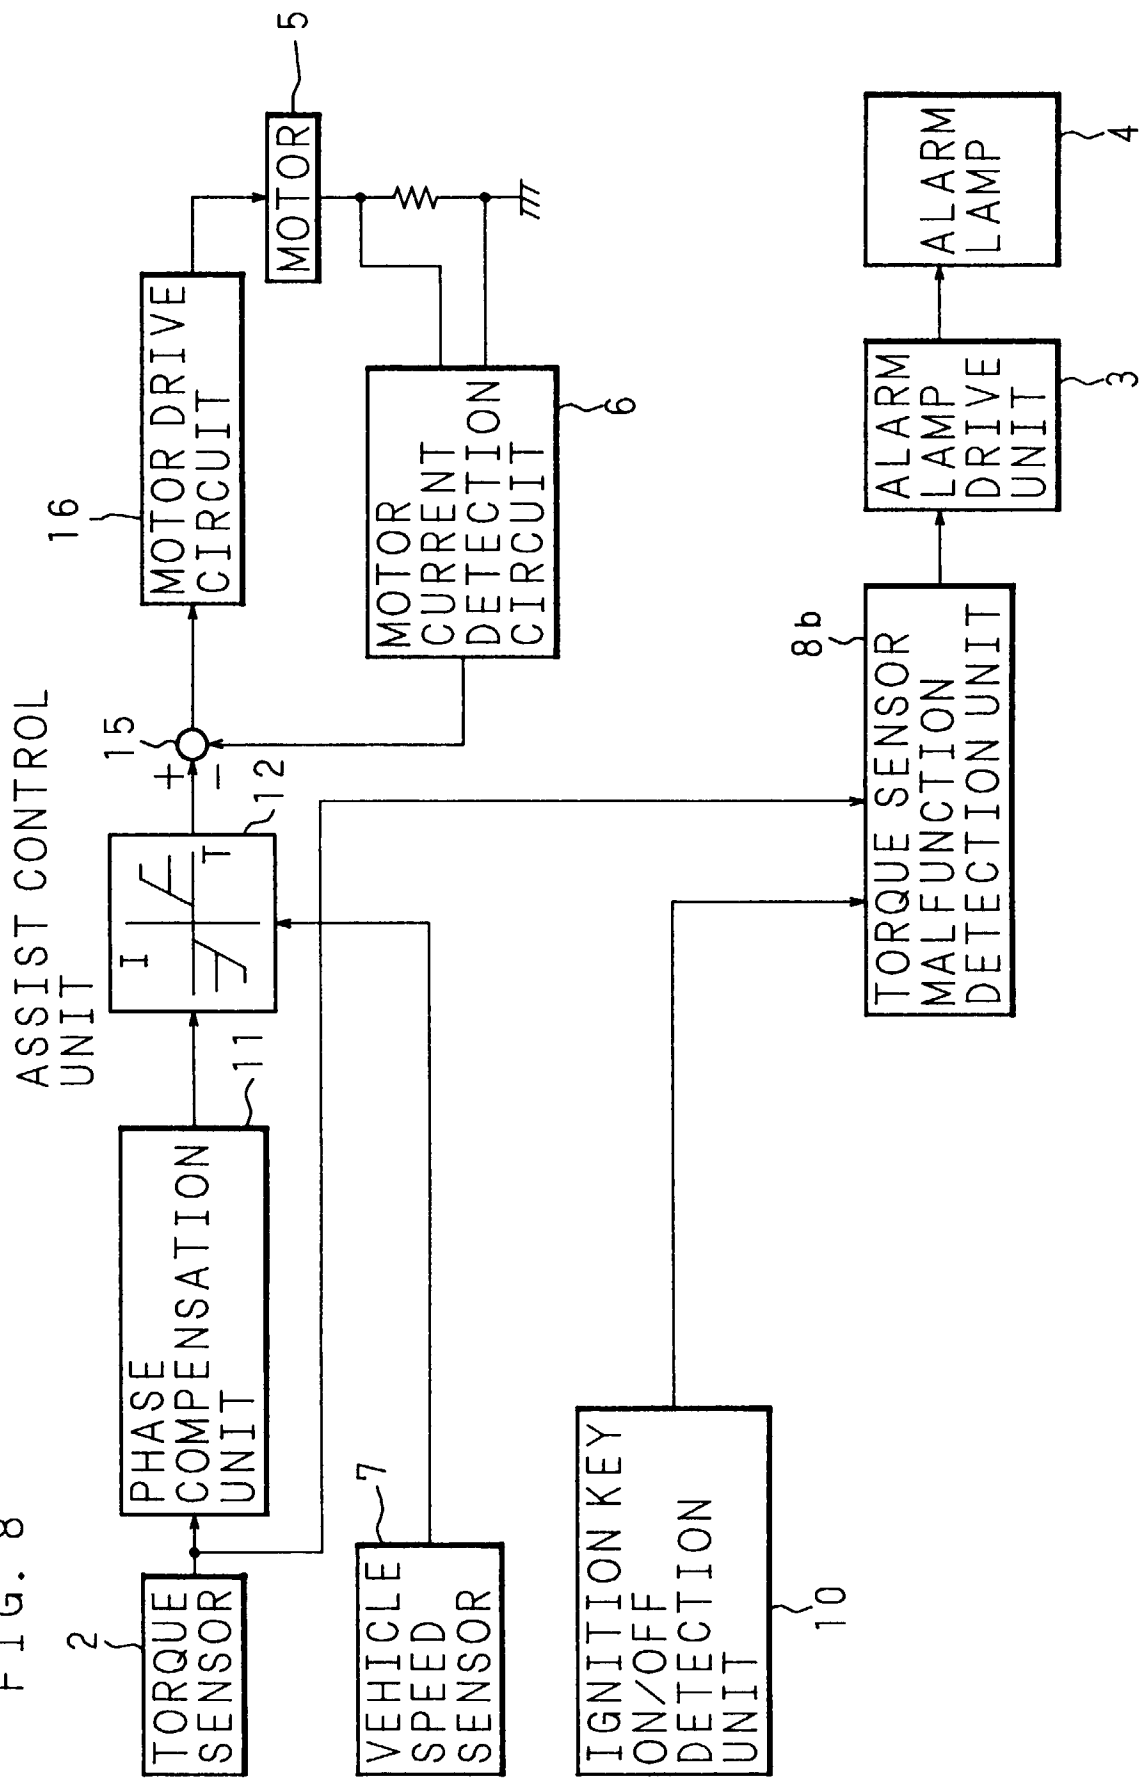 FIG. 8
ASSIST CONTROL
UNIT
2
TORQUE
SENSOR
PHASE
COMPENSATION
UNIT
11
I
T
12
+
−
15
16
MOTOR DRIVE
CIRCUIT
MOTOR
5
MOTOR
CURRENT
DETECTION
CIRCUIT
6
VEHICLE
SPEED
SENSOR
7
IGNITION KEY
ON/OFF
DETECTION
UNIT
10
8b
TORQUE SENSOR
MALFUNCTION
DETECTION UNIT
ALARM
LAMP
DRIVE
UNIT
3
ALARM
LAMP
4